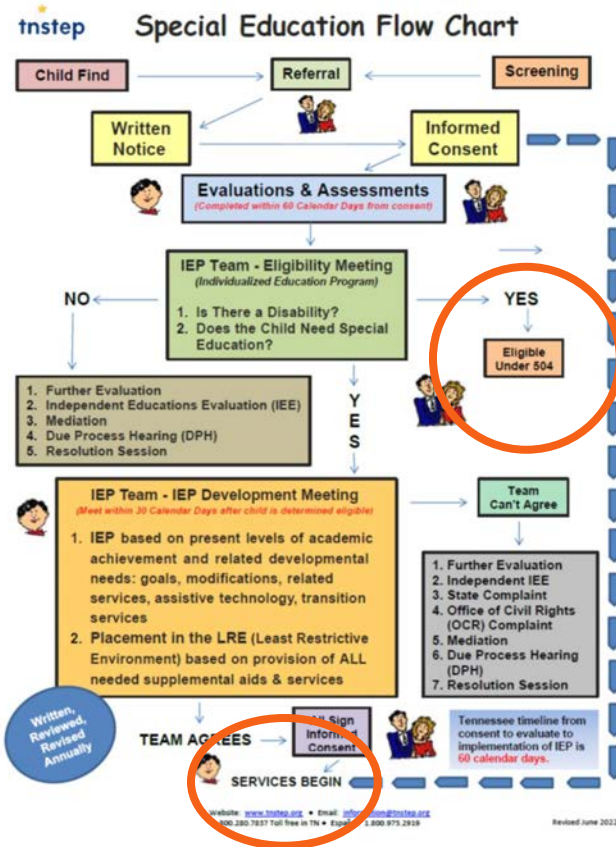 tnstep
Special Education Flow Chart
Child Find
Referral
Screening
Written
Notice
Informed
Consent
Evaluations & Assessments
(Completed within 60 Calendar Days from consent)
IEP Team - Eligibility Meeting
(Individualized Education Program)
1. Is There a Disability?
2. Does the Child Need Special
Education?
NO
YES
Eligible
Under 504
1. Further Evaluation
2. Independent Educations Evaluation (IEE)
3. Mediation
4. Due Process Hearing (DPH)
5. Resolution Session
Y
E
S
IEP Team - IEP Development Meeting
(Meet within 30 Calendar Days after child is determined eligible)
1. IEP based on present levels of academic
achievement and related developmental
needs: goals, modifications, related
services, assistive technology, transition
services
2. Placement in the LRE (Least Restrictive
Environment) based on provision of ALL
needed supplemental aids & services
Team
Can't Agree
1. Further Evaluation
2. Independent IEE
3. State Complaint
4. Office of Civil Rights
(OCR) Complaint
5. Mediation
6. Due Process Hearing
(DPH)
7. Resolution Session
Written,
Reviewed,
Revised
Annually
TEAM AGREES
Sign
Informed
Consent
Tennessee timeline from
consent to evaluate to
implementation of IEP is
60 calendar days.
SERVICES BEGIN
Website: www.tnstep.org • Email: information@tnstep.org
800.280.7837 Toll free in TN • 1.800.975.2919
Revised June 2022